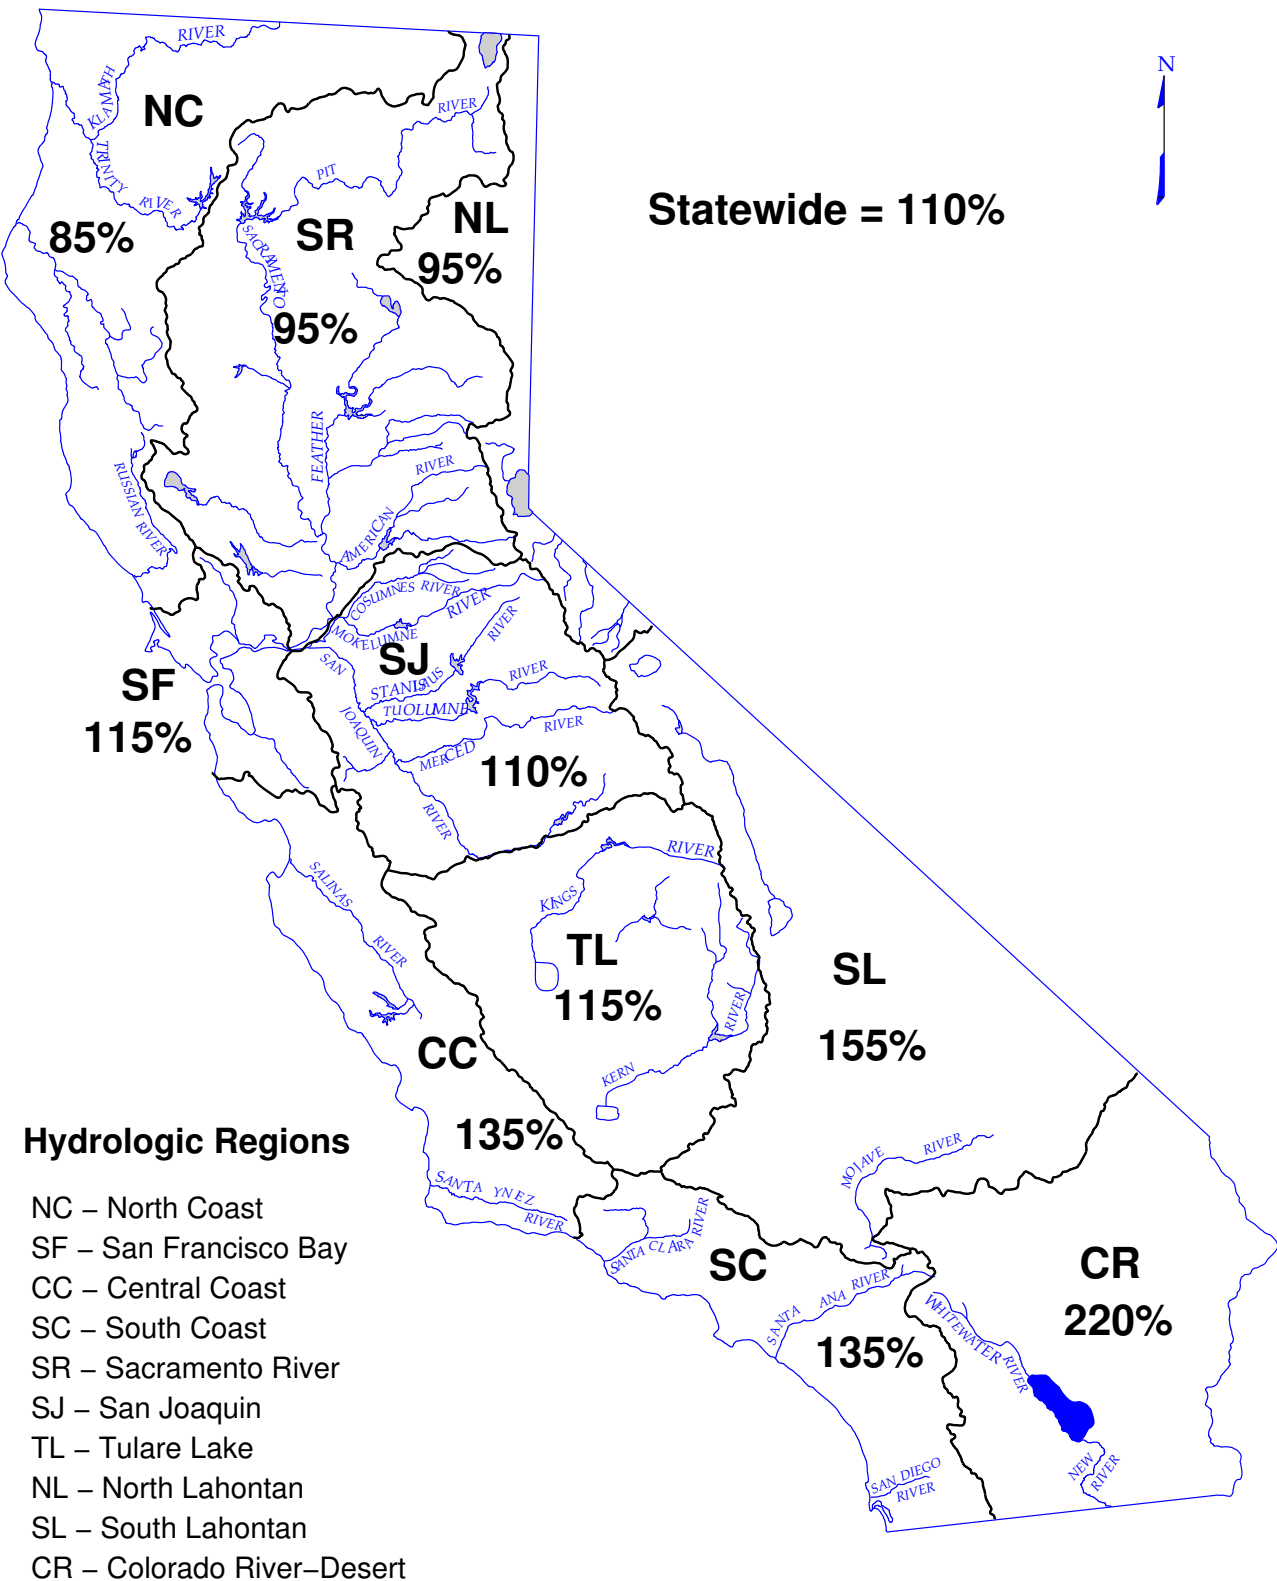 RIVER
N
KLAMATH
NC
RIVER
TRINITY RIVER
PIT
Statewide = 110%
NL
SR
85%
95%
SACRAMENTO
95%
FEATHER
RIVER
RUSSIAN RIVER
AMERICAN
COSUMNES RIVER
RIVER
MOKELUMNE
RIVER
SAN
SJ
SF
STANISLAUS
RIVER
TUOLUMNE
115%
JOAQUIN
RIVER
MERCED
110%
RIVER
RIVER
SALINAS
KINGS
RIVER
TL
SL
115%
RIVER
155%
CC
KERN
135%
Hydrologic Regions
MOJAVE RIVER
SANTA YNEZ
RIVER
NC – North Coast
SF – San Francisco Bay
CC – Central Coast
SC – South Coast
SR – Sacramento River
SJ – San Joaquin
TL – Tulare Lake
NL – North Lahontan
SL – South Lahontan
CR – Colorado River–Desert
SANTA CLARA RIVER
SC
CR
SANTA ANA RIVER
220%
WHITEWATER RIVER
135%
NEW
RIVER
SAN DIEGO
RIVER